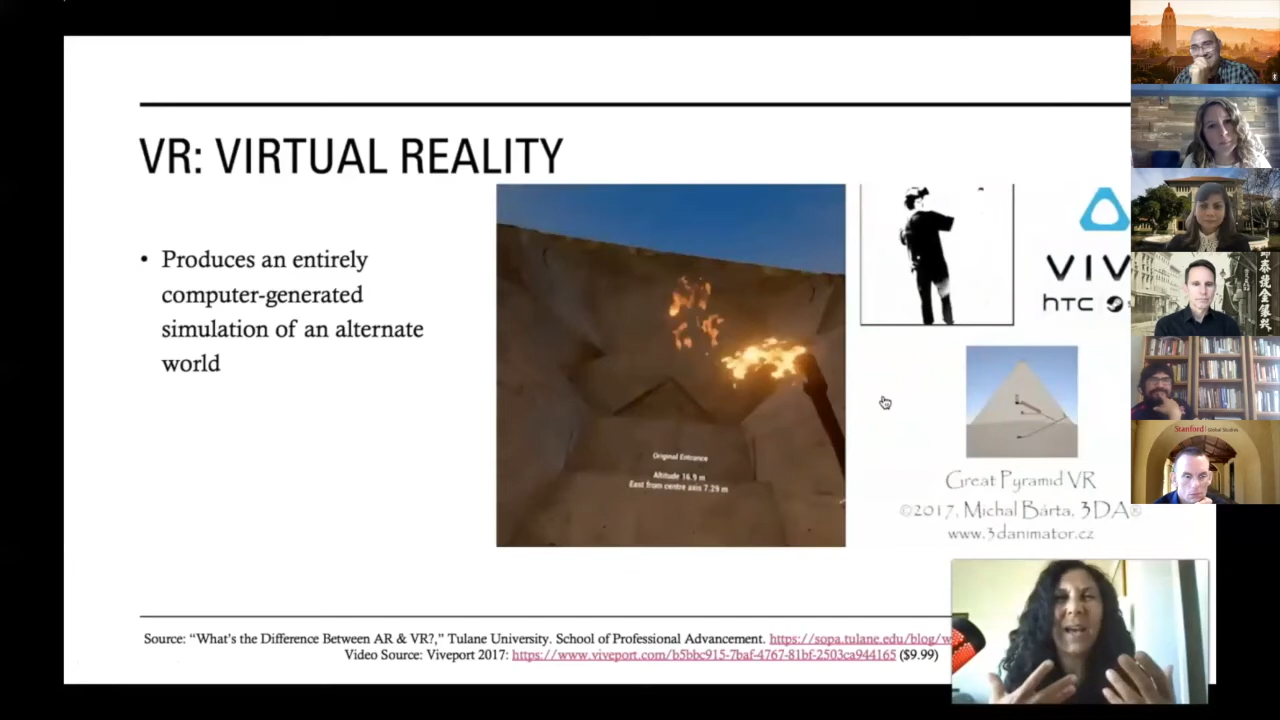 VR: VIRTUAL REALITY
• Produces an entirely
computer-generated
simulation of an alternate
world
Original Entrance
Altitude 16.9 m
East from centre axis 7.29 m
VIV
htc
Great Pyramid VR
©2017, Michal Bárta, 3DA®
www.3danimator.cz
Source: “What's the Difference Between AR & VR?,” Tulane University. School of Professional Advancement. https://sopa.tulane.edu/blog/w
Video Source: Viveport 2017: https://www.viveport.com/b5bbc915-7baf-4767-81bf-2503ca944165 ($9.99)
Stanford | Global Studies